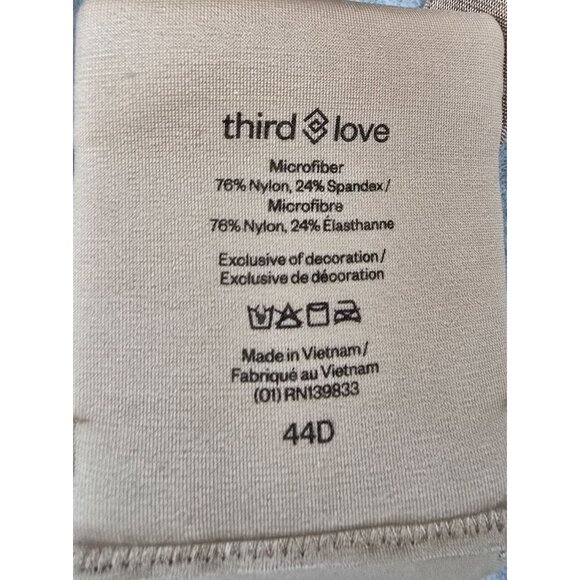 third love
Microfiber
76% Nylon, 24% Spandex/
Microfibre
76% Nylon, 24% Élasthanne
Exclusive of decoration/
Exclusive de décoration
Made in Vietnam/
Fabriqué au Vietnam
(01) RN139833
44D